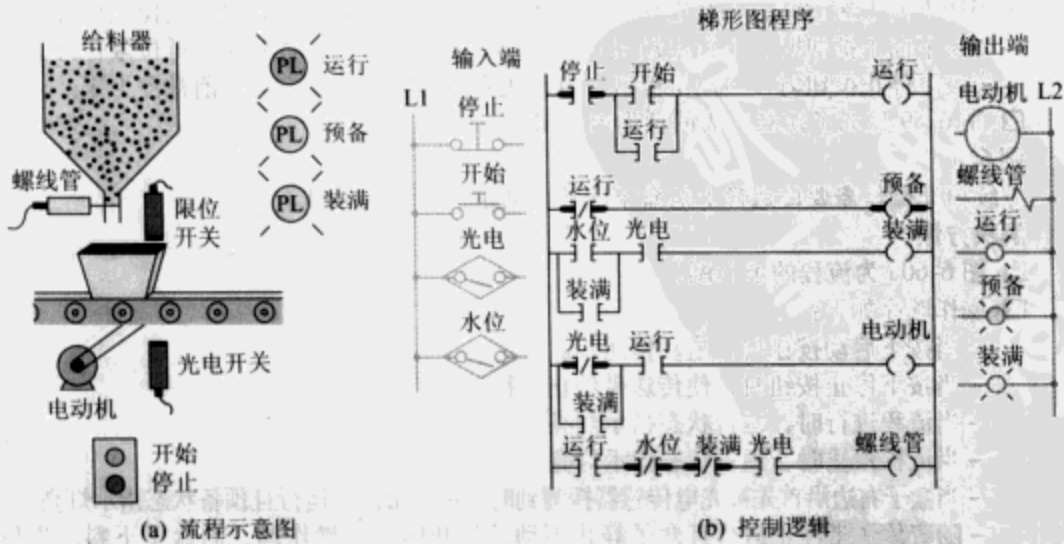 给料器
PL 运行
PL 预备
PL 装满
螺线管
限位
开关
光电开关
电动机
开始
停止
(a) 流程示意图
梯形图程序
输入端
L1
停止
开始
光电
水位
停止 开始 运行
运行
运行 预备
水位 光电 装满
装满
光电 运行 电动机
装满
运行 水位 装满 光电 螺线管
输出端
电动机 L2
螺线管
运行
预备
装满
(b) 控制逻辑